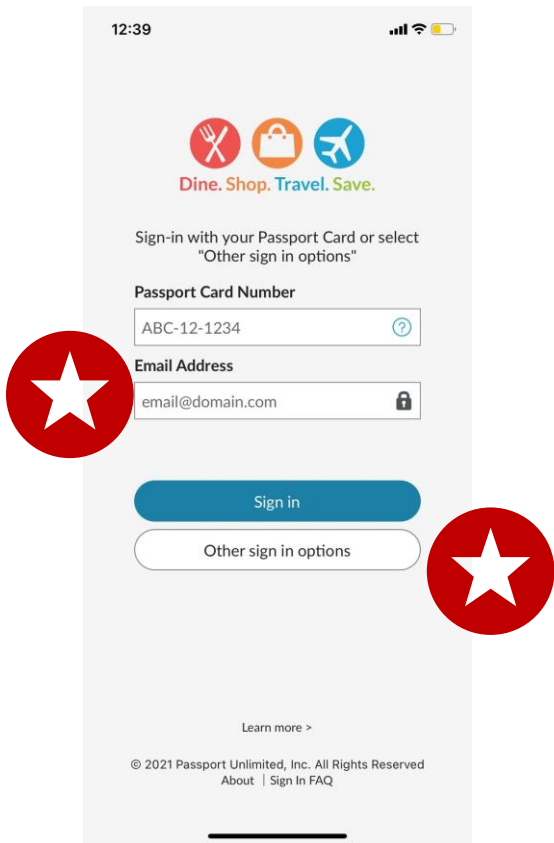 12:39
Dine. Shop. Travel. Save.
Sign-in with your Passport Card or select
"Other sign in options"
Passport Card Number
ABC-12-1234
?
Email Address
email@domain.com
Sign in
Other sign in options
Learn more >
© 2021 Passport Unlimited, Inc. All Rights Reserved
About | Sign In FAQ